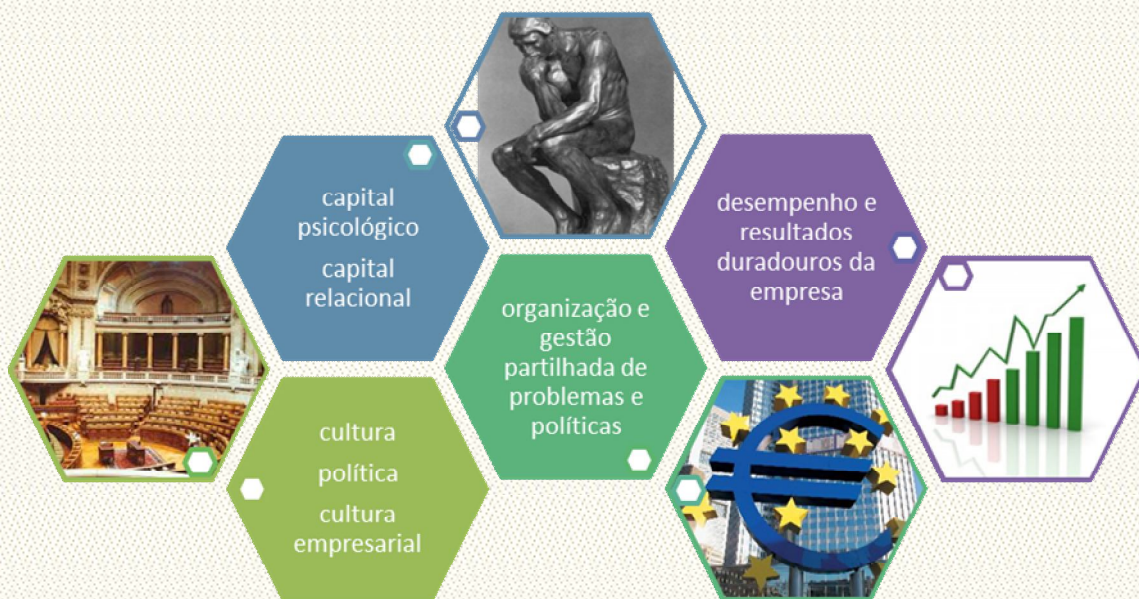 capital
psicológico
capital
relacional
desempenho e
resultados
duradouros da
empresa
organização e
gestão
partilhada de
problemas e
políticas
cultura
política
cultura
empresarial